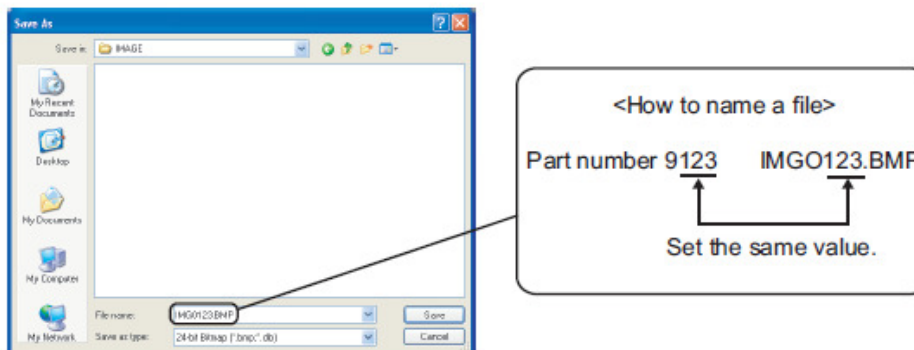 Save As
Save in:
IMAGE
My Recent
Documents
Desktop
My Documents
My Computer
My Network
File name:
IMG0123.BMP
Save
Save as type:
24-bit Bitmap (*.bmp;*.db)
Cancel
<How to name a file>
Part number 9123 IMGO123.BMP
Set the same value.